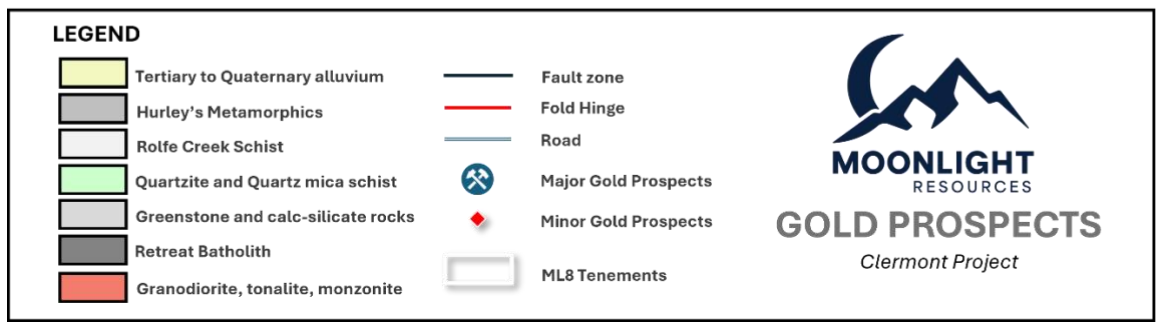 LEGEND
Tertiary to Quaternary alluvium
Hurley's Metamorphics
Rolfe Creek Schist
Quartzite and Quartz mica schist
Greenstone and calc-silicate rocks
Retreat Batholith
Granodiorite, tonalite, monzonite
Fault zone
Fold Hinge
Road
Major Gold Prospects
Minor Gold Prospects
ML8 Tenements
MOONLIGHT
RESOURCES
GOLD PROSPECTS
Clermont Project